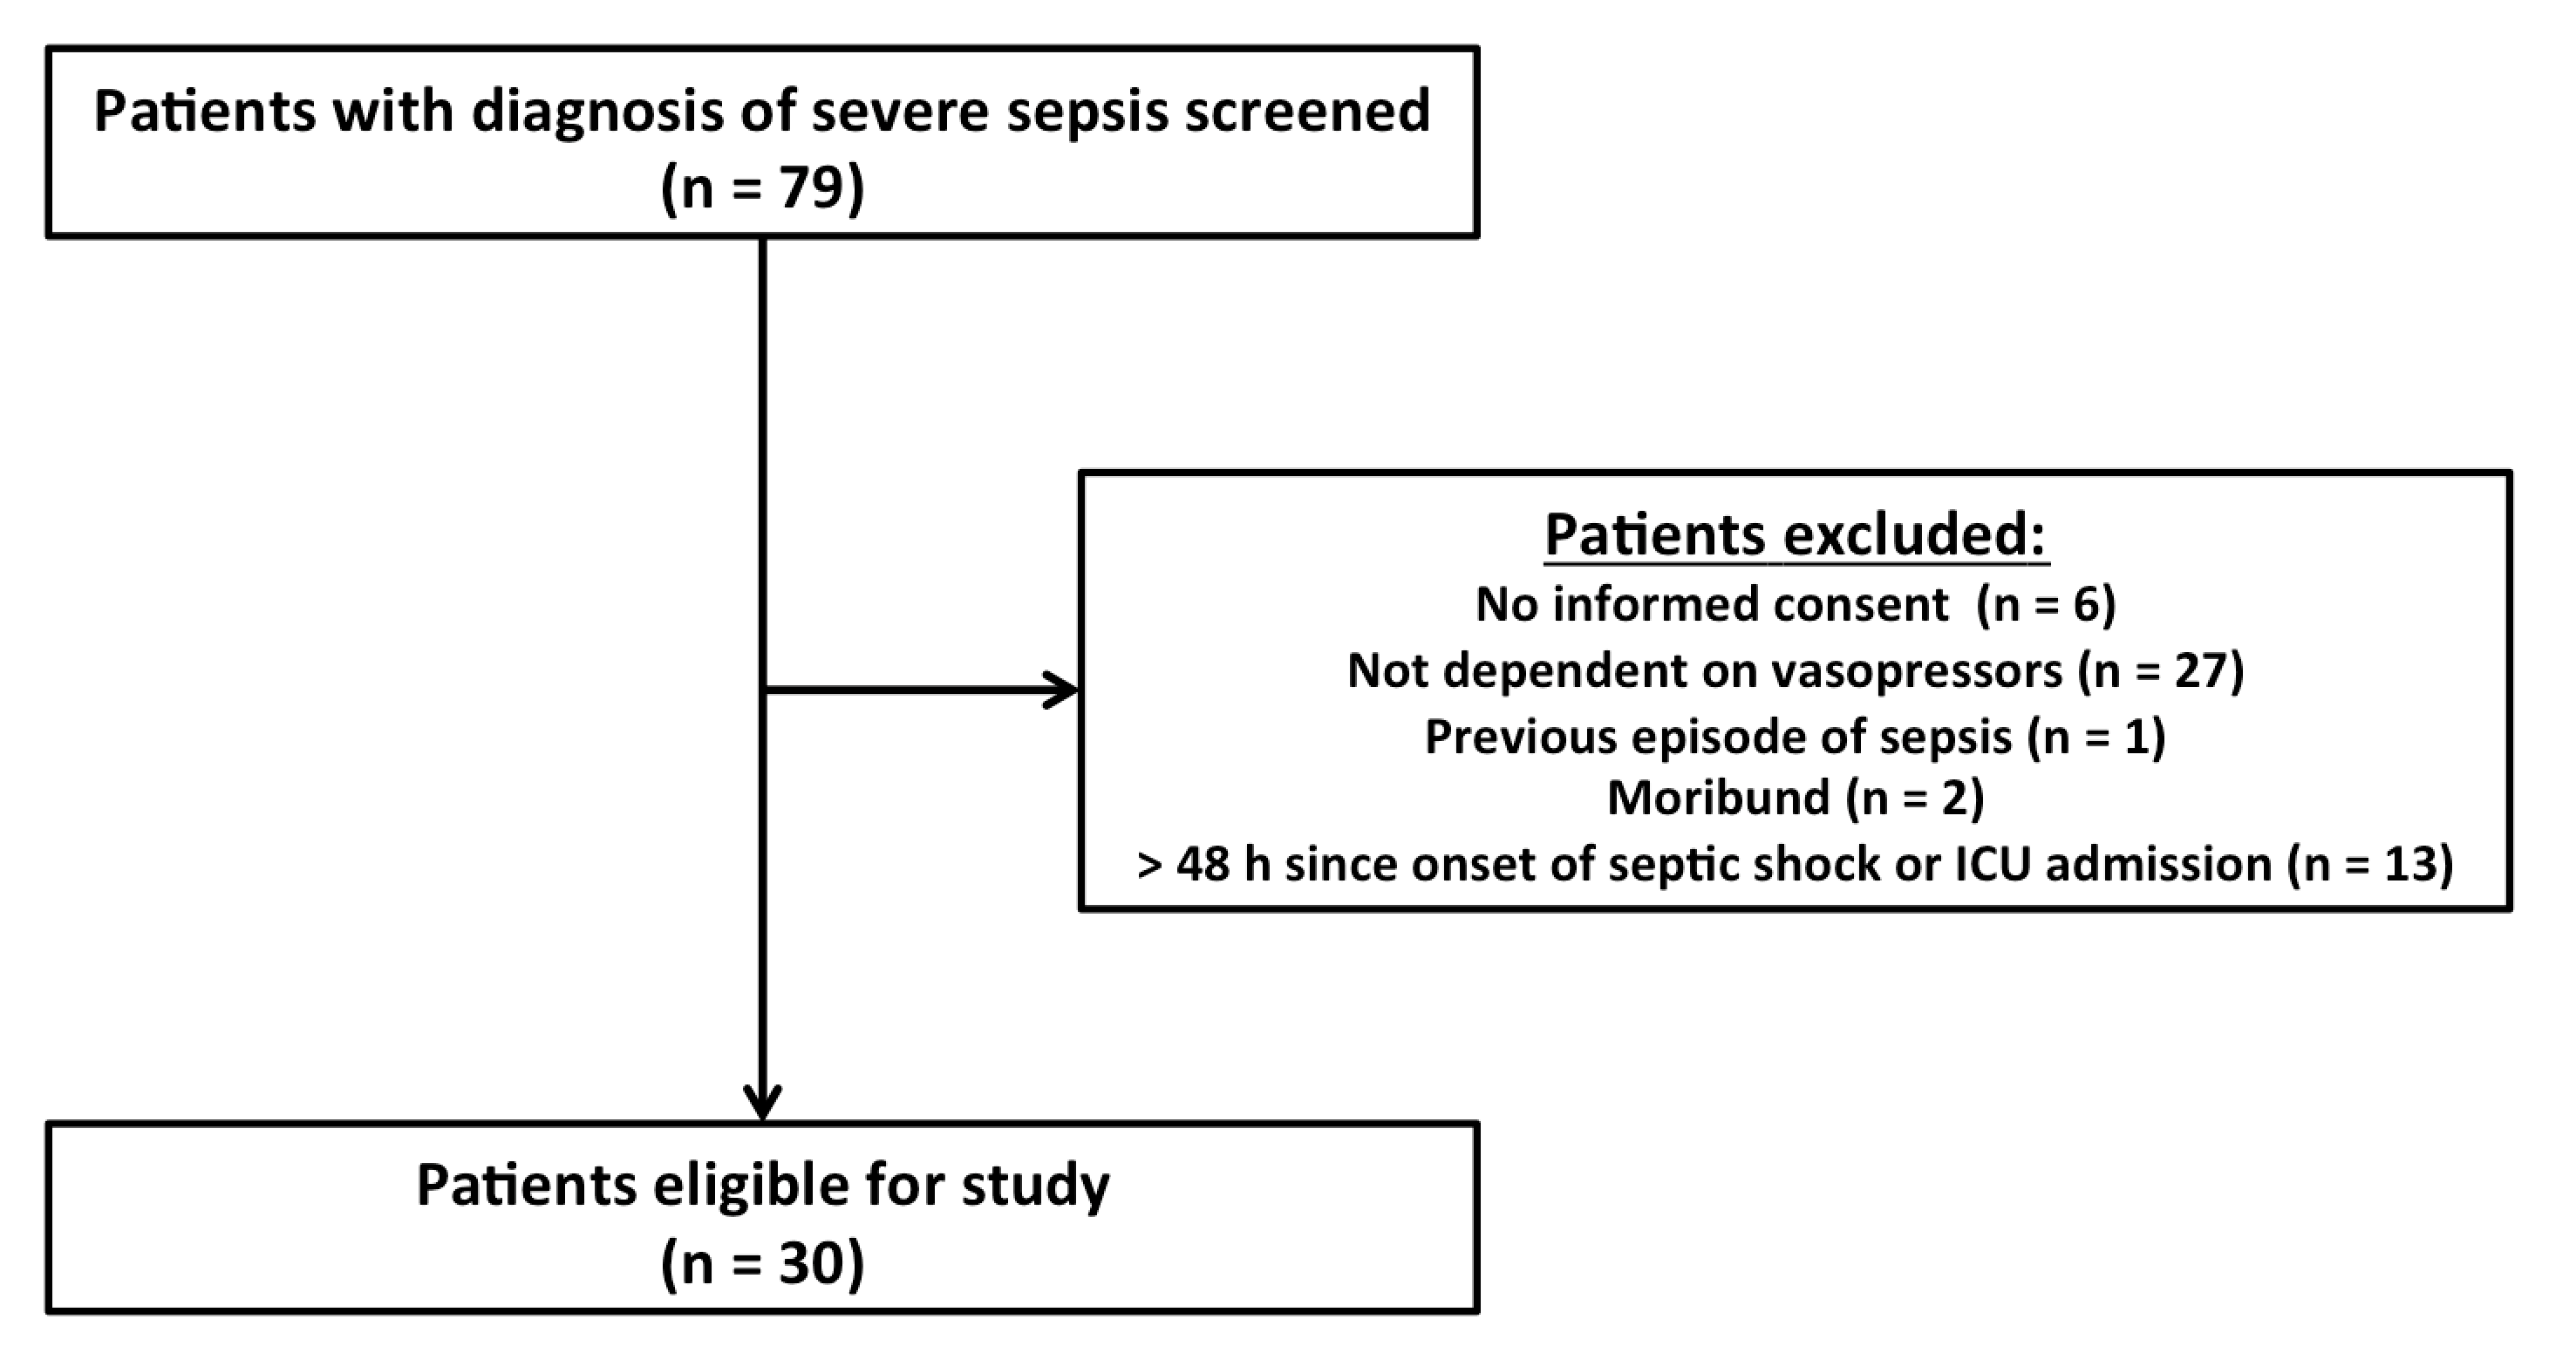 Patients with diagnosis of severe sepsis screened
(n = 79)
Patients excluded:
No informed consent  (n = 6)
Not dependent on vasopressors (n = 27)
Previous episode of sepsis (n = 1)
Moribund (n = 2)
> 48 h since onset of septic shock or ICU admission (n = 13)
Patients eligible for study
(n = 30)